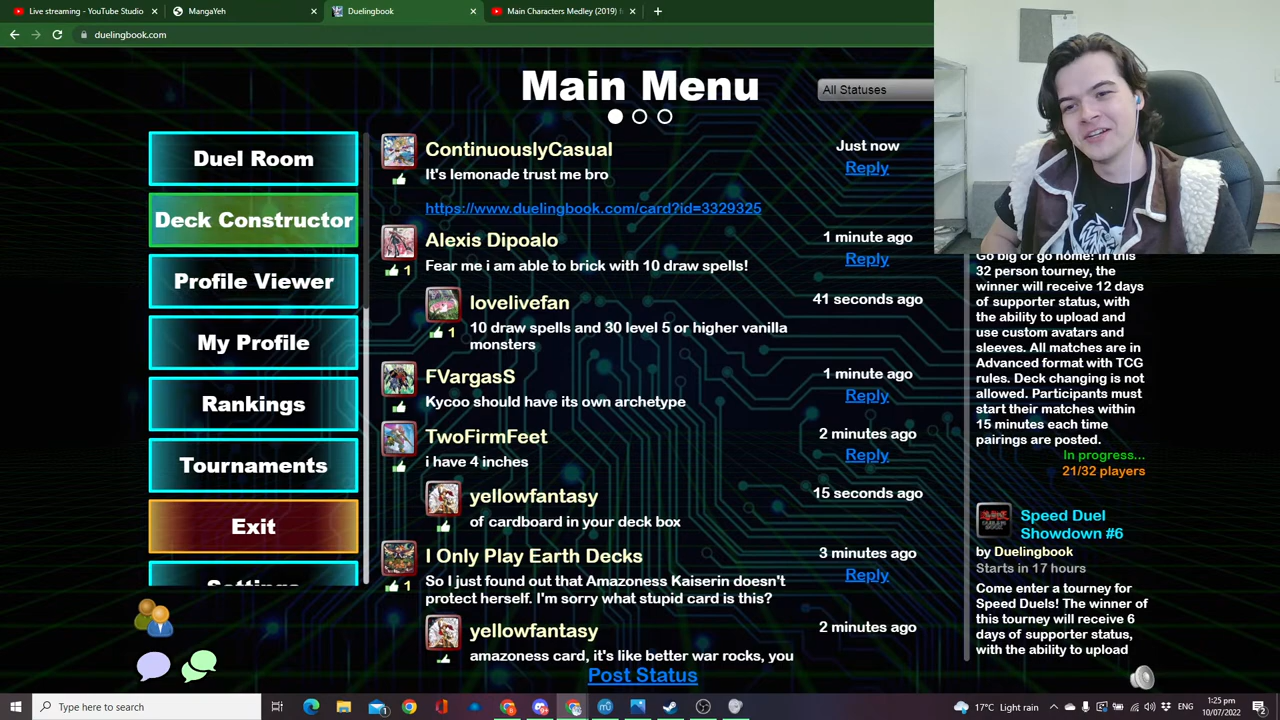 Live streaming - YouTube Studio
MangaYeh
Duelingbook
Main Characters Medley (2019) f
duelingbook.com
Main Menu
All Statuses
Duel Room
Deck Constructor
Profile Viewer
My Profile
Rankings
Tournaments
Exit
Settings
ContinuouslyCasual
Just now
It's lemonade trust me bro
Reply
https://www.duelingbook.com/card?id=3329325
Alexis Dipoalo
1 minute ago
Fear me i am able to brick with 10 draw spells!
Reply
1
lovelivefan
41 seconds ago
10 draw spells and 30 level 5 or higher vanilla
monsters
1
FVargasS
1 minute ago
Kycoo should have its own archetype
Reply
TwoFirmFeet
2 minutes ago
i have 4 inches
Reply
yellowfantasy
15 seconds ago
of cardboard in your deck box
I Only Play Earth Decks
3 minutes ago
So I just found out that Amazoness Kaiserin doesn't
protect herself. I'm sorry what stupid card is this?
Reply
1
yellowfantasy
2 minutes ago
amazoness card, it's like better war rocks, you
Post Status
Go big or go home! In this
32 person tourney, the
winner will receive 12 days
of supporter status, with
the ability to upload and
use custom avatars and
sleeves. All matches are in
Advanced format with TCG
rules. Deck changing is not
allowed. Participants must
start their matches within
15 minutes each time
pairings are posted.
In progress...
21/32 players
Speed Duel
Showdown #6
by Duelingbook
Starts in 17 hours
Come enter a tourney for
Speed Duels! The winner of
this tourney will receive 6
days of supporter status,
with the ability to upload
Type here to search
17°C Light rain
ENG
1:25 pm
10/07/2022